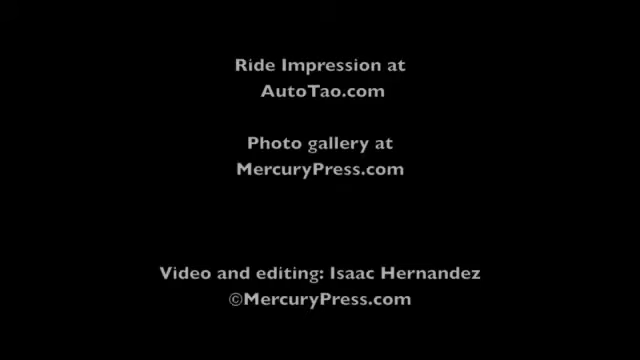 Ride Impression at
AutoTao.com
Photo gallery at
MercuryPress.com
Video and editing: Isaac Hernandez
©MercuryPress.com